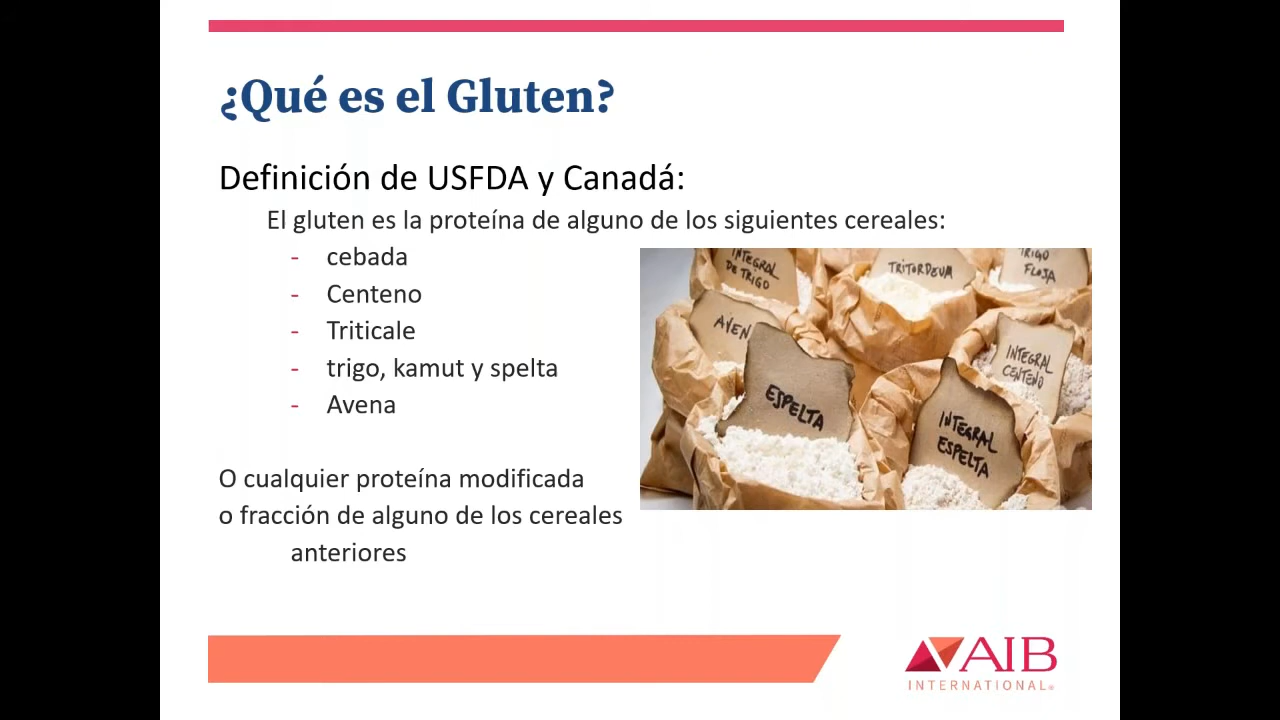 ¿Qué es el Gluten?
Definición de USFDA y Canadá:
El gluten es la proteína de alguno de los siguientes cereales:
- cebada
- Centeno
- Triticale
- trigo, kamut y spelta
- Avena
O cualquier proteína modificada
o fracción de alguno de los cereales
anteriores
INTEGRAL
DE TRIGO
TRITORDEUM
TRIGO
FLOJA
AVEN
INTEGRAL
CENTENO
ESPELTA
INTEGRAL
ESPELTA
AIB
INTERNATIONAL®